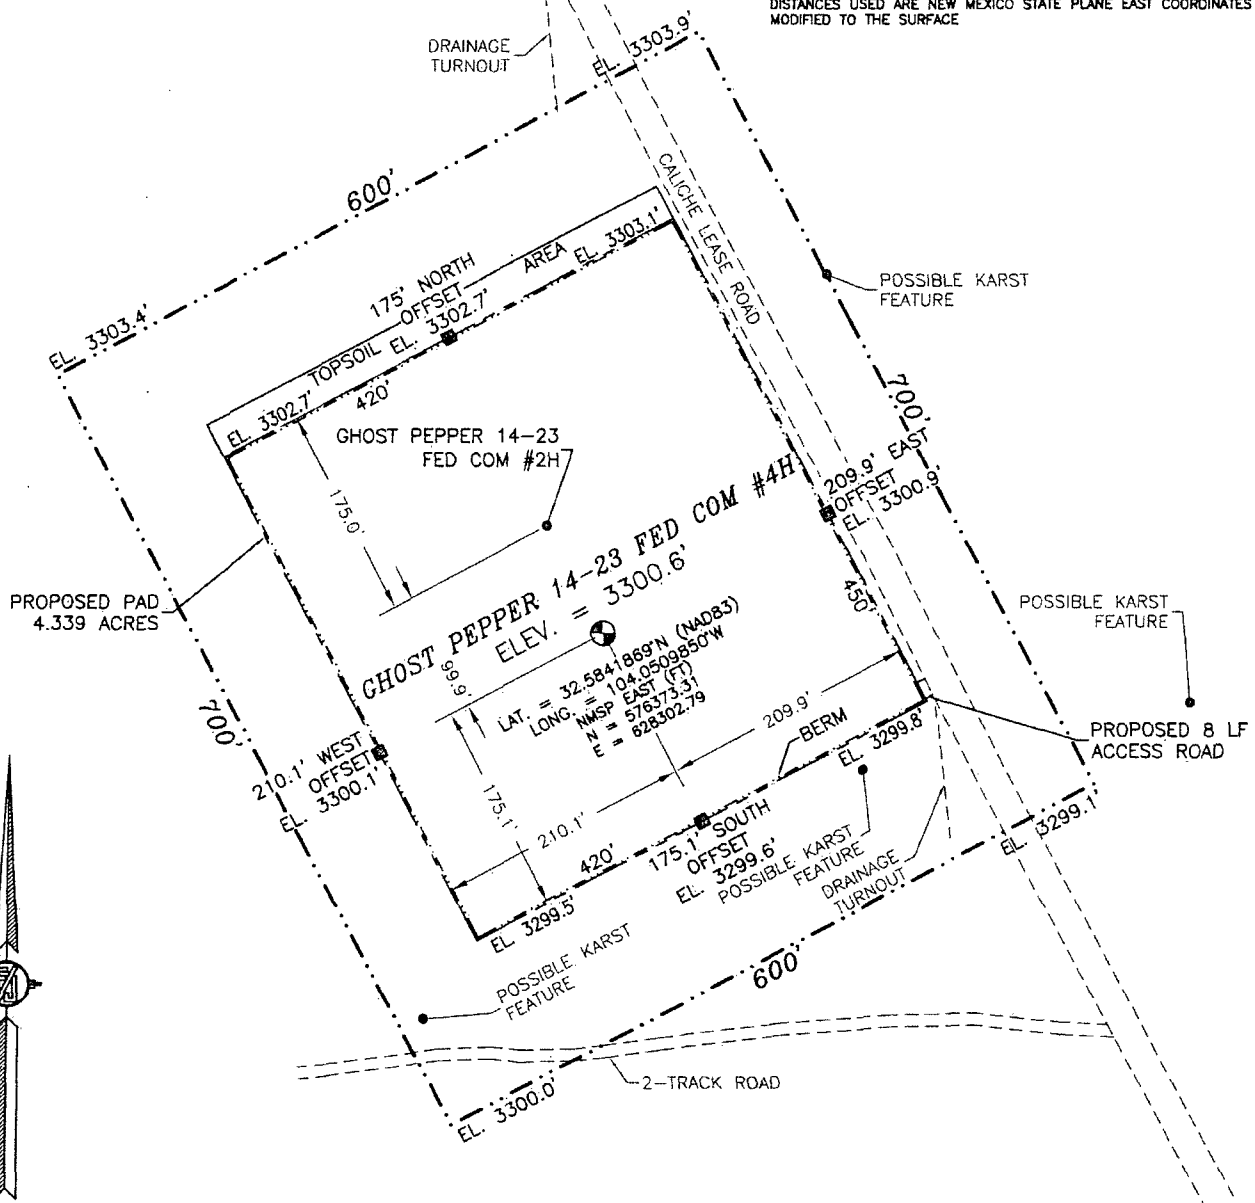 DISTANCES USED ARE NEW MEXICO STATE PLANE EAST COORDINATES
MODIFIED TO THE SURFACE
DRAINAGE
TURNOUT
EL. 3303.9'
600'
CALICHE LEASE ROAD
EL. 3303.4'
175' NORTH
OFFSET
EL. 3302.7'
TOPSOIL
AREA
EL. 3303.1'
EL. 3302.7'
420'
POSSIBLE KARST
FEATURE
700'
GHOST PEPPER 14-23
FED COM #2H
175.0'
209.9' EAST
OFFSET
EL. 3300.9'
GHOST PEPPER 14-23 FED COM #4H
ELEV. = 3300.6'
450'
PROPOSED PAD
4.339 ACRES
POSSIBLE KARST
FEATURE
99.9'
LAT. = 32.5841869°N (NAD83)
LONG. = 104.0509850°W
NMSP EAST (FT)
N = 576373.31
E = 628302.79
209.9'
BERM
EL. 3299.8'
PROPOSED 8 LF
ACCESS ROAD
700'
210.1' WEST
OFFSET
EL. 3300.1'
175.1'
210.1'
420'
175.1' SOUTH
OFFSET
EL. 3299.6'
POSSIBLE KARST
FEATURE
DRAINAGE
TURNOUT
EL. 3299.1'
EL. 3299.5'
POSSIBLE KARST
FEATURE
600'
2-TRACK ROAD
EL. 3300.0'